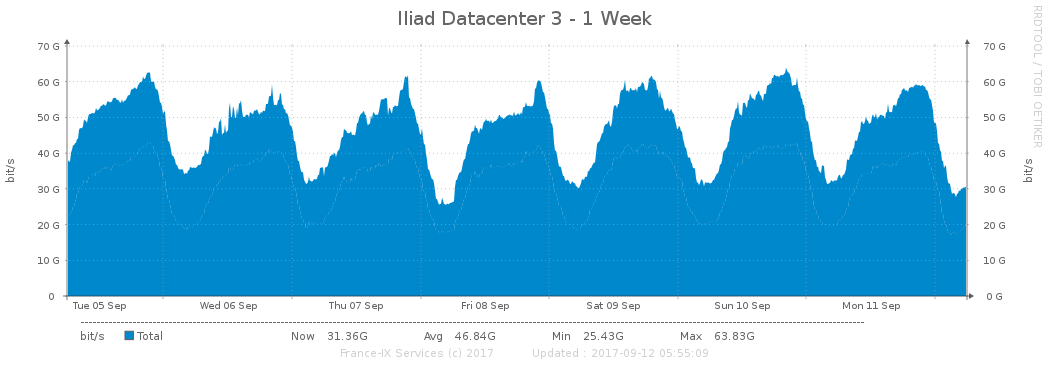 Iliad Datacenter 3 - 1 Week
RRDTOOL / TOBI OETIKER
bit/s
70 G 70 G
60 G 60 G
50 G 50 G
40 G 40 G
30 G 30 G
20 G 20 G
10 G 10 G
0 0 G
bit/s
Tue 05 Sep Wed 06 Sep Thu 07 Sep Fri 08 Sep Sat 09 Sep Sun 10 Sep Mon 11 Sep
bit/s Total Now 31.36G Avg 46.84G Min 25.43G Max 63.83G
France-IX Services (c) 2017 Updated : 2017-09-12 05:55:09